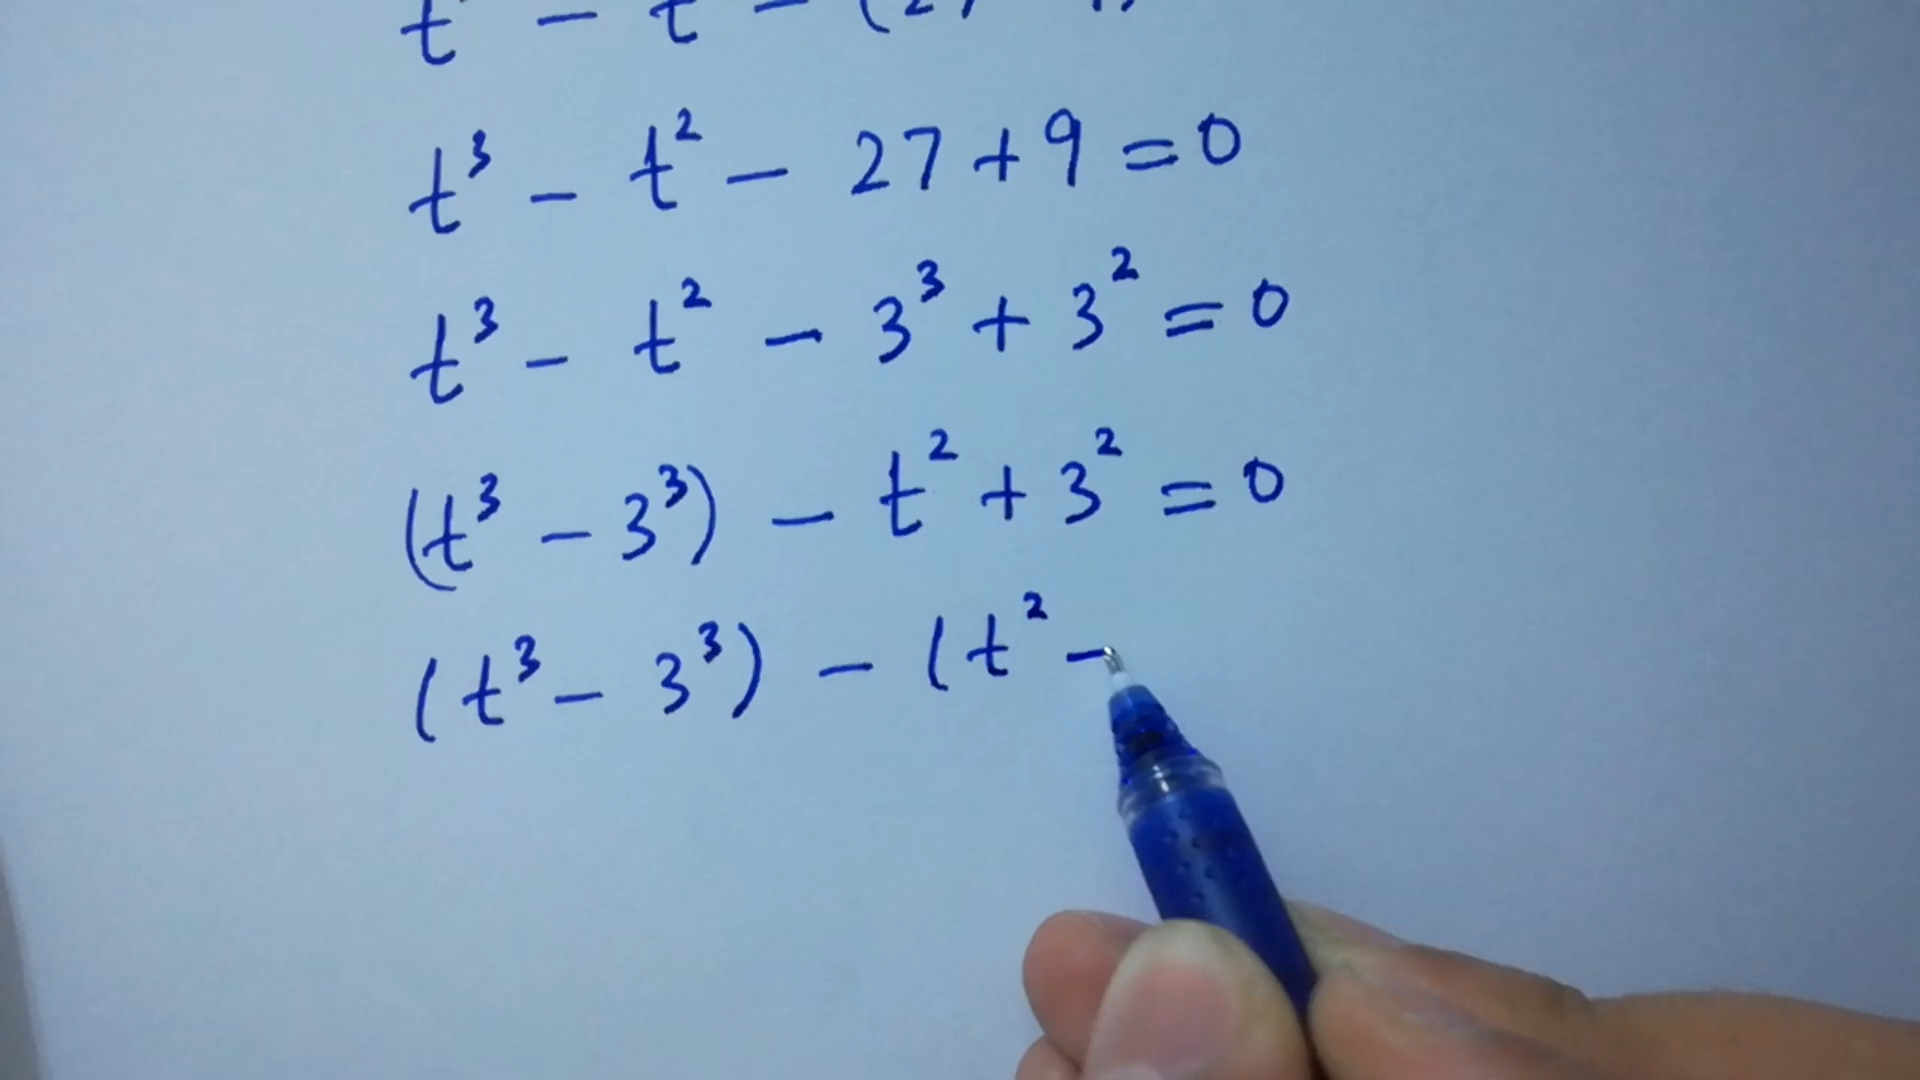 t³ - t² - 27 + 9 = 0
t³ - t² - 3³ + 3² = 0
(t³ - 3³) - t² + 3² = 0
(t³ - 3³) - (t² -